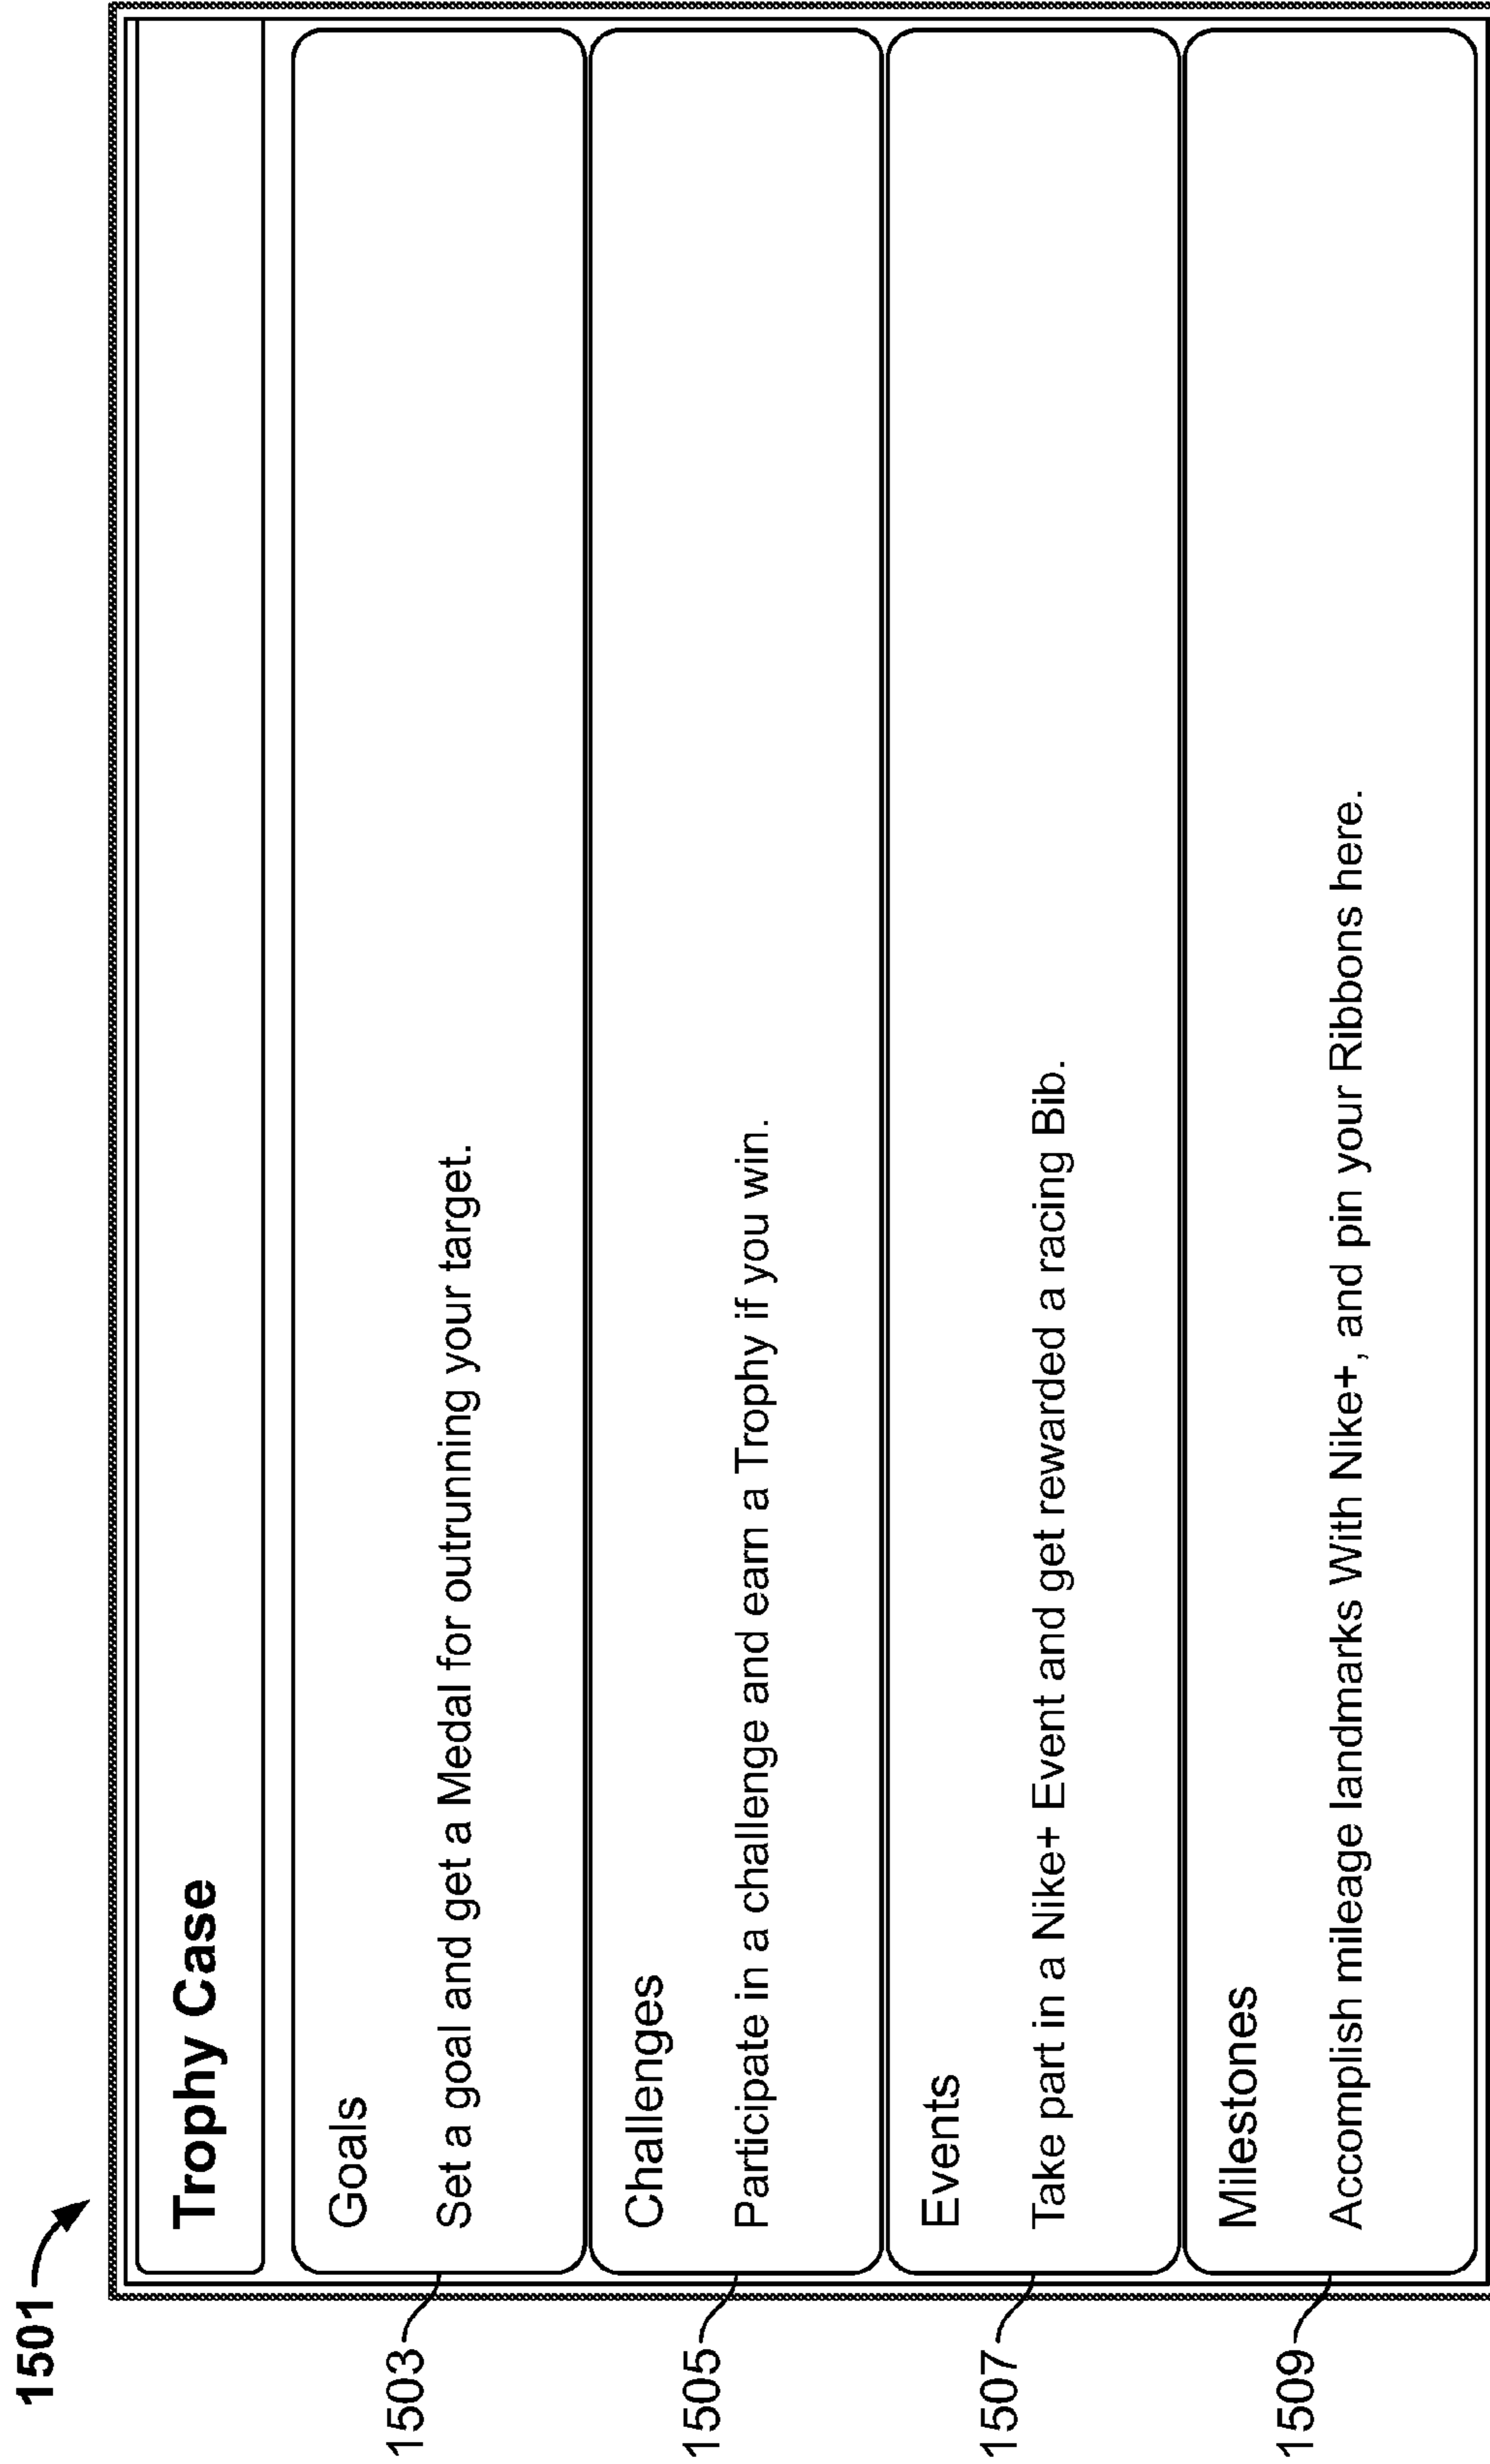 1501
Trophy Case
1503
Goals
Set a goal and get a Medal for outrunning your target.
1505
Challenges
Participate in a challenge and earn a Trophy if you win.
1507
Events
Take part in a Nike+ Event and get rewarded a racing Bib.
1509
Milestones
Accomplish mileage landmarks With Nike+, and pin your Ribbons here.